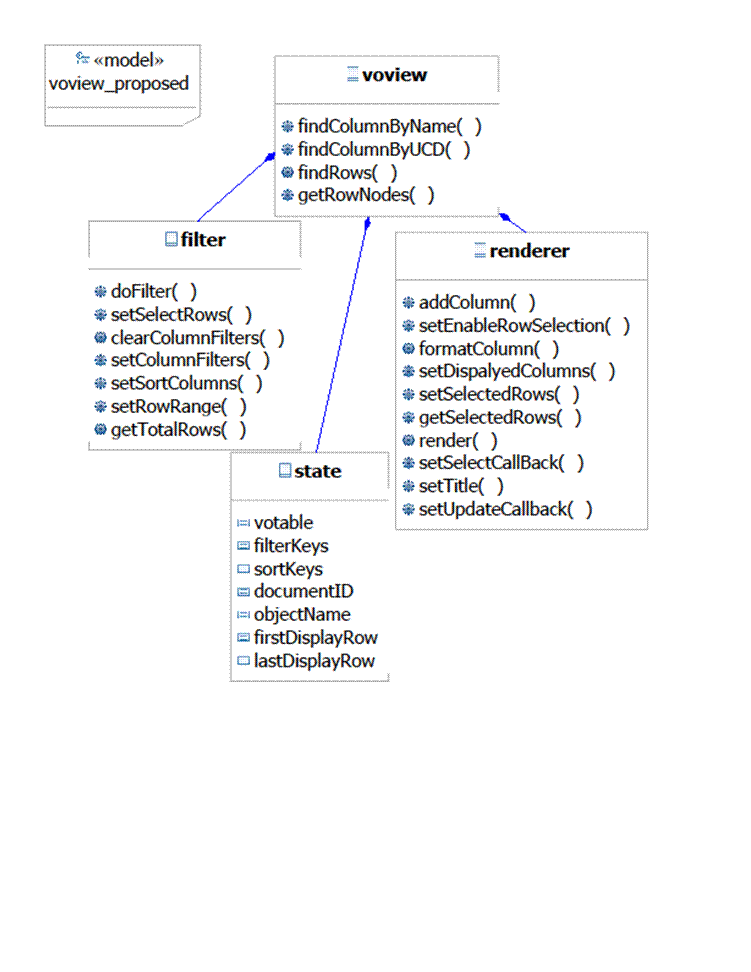 «model»
voview_proposed
voview
findColumnByName(  )
findColumnByUCD(  )
findRows(  )
getRowNodes(  )
filter
doFilter(  )
setSelectRows(  )
clearColumnFilters(  )
setColumnFilters(  )
setSortColumns(  )
setRowRange(  )
getTotalRows(  )
renderer
addColumn(  )
setEnableRowSelection(  )
formatColumn(  )
setDispalyedColumns(  )
setSelectedRows(  )
getSelectedRows(  )
render(  )
setSelectCallBack(  )
setTitle(  )
setUpdateCallback(  )
state
votable
filterKeys
sortKeys
documentID
objectName
firstDisplayRow
lastDisplayRow